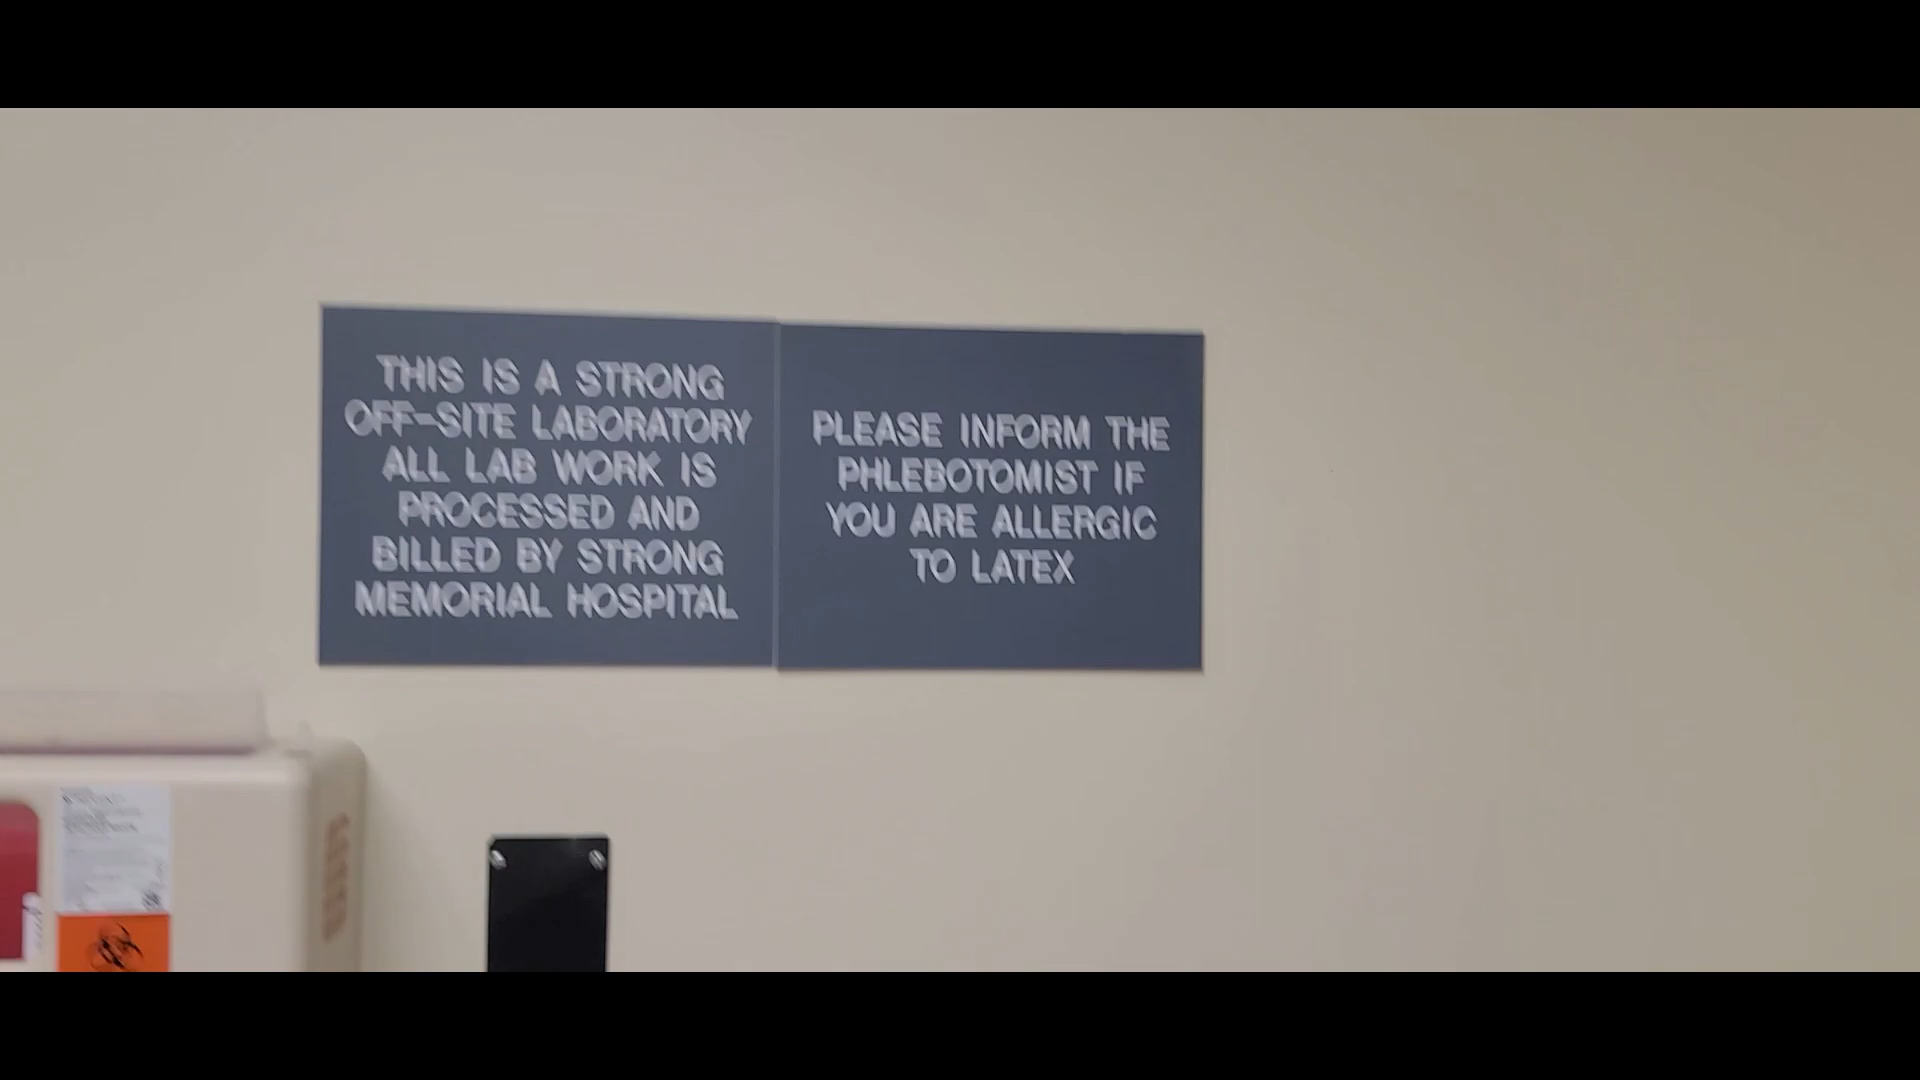 THIS IS A STRONG
OFF-SITE LABORATORY
ALL LAB WORK IS
PROCESSED AND
BILLED BY STRONG
MEMORIAL HOSPITAL
PLEASE INFORM THE
PHLEBOTOMIST IF
YOU ARE ALLERGIC
TO LATEX